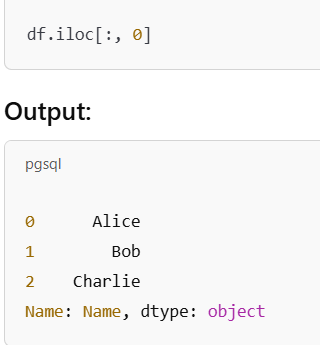 df.iloc[:, 0]
Output:
pgsql
0      Alice
1        Bob
2    Charlie
Name: Name, dtype: object